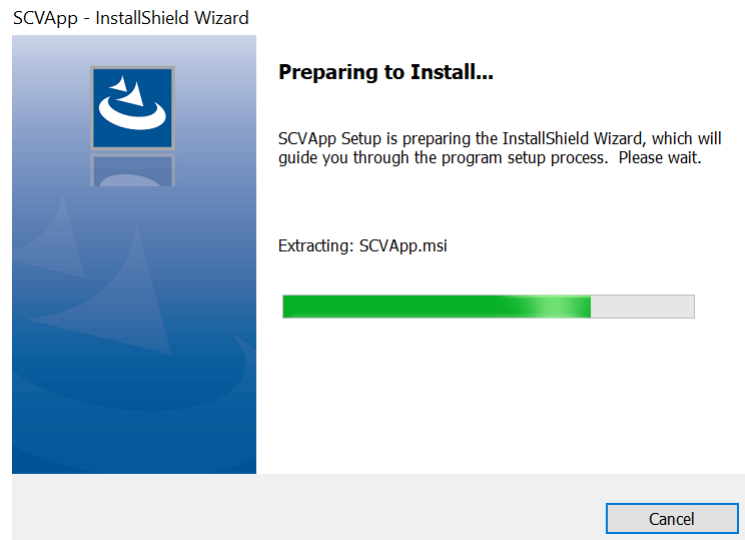 SCVApp - InstallShield Wizard
Preparing to Install...
SCVApp Setup is preparing the InstallShield Wizard, which will
guide you through the program setup process.  Please wait.
Extracting: SCVApp.msi
Cancel